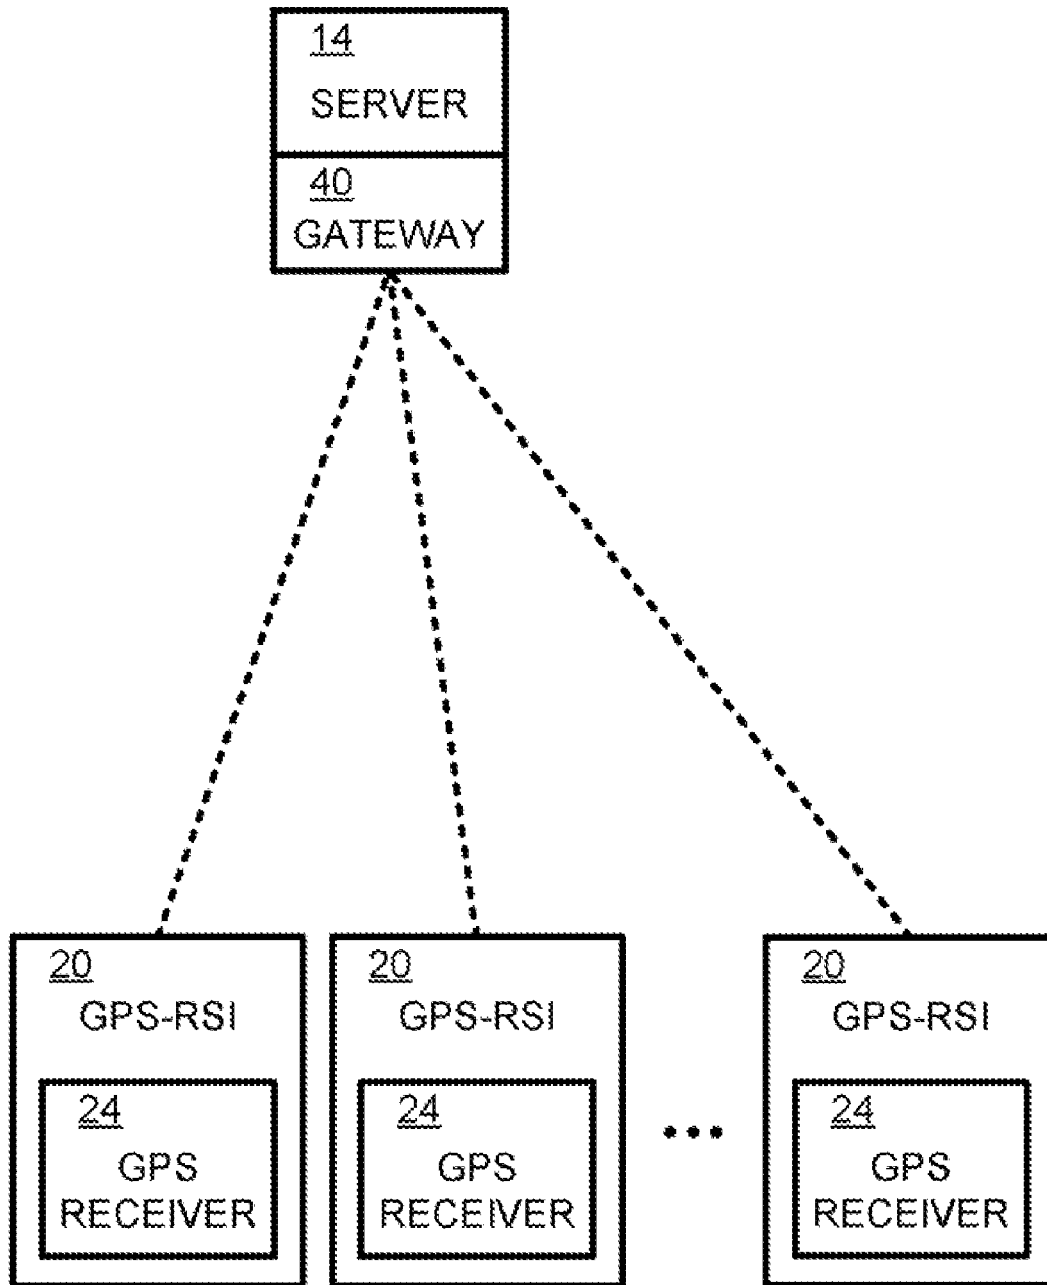 14
SERVER
40
GATEWAY
20
GPS-RSI
24
GPS
RECEIVER
20
GPS-RSI
24
GPS
RECEIVER
...
20
GPS-RSI
24
GPS
RECEIVER